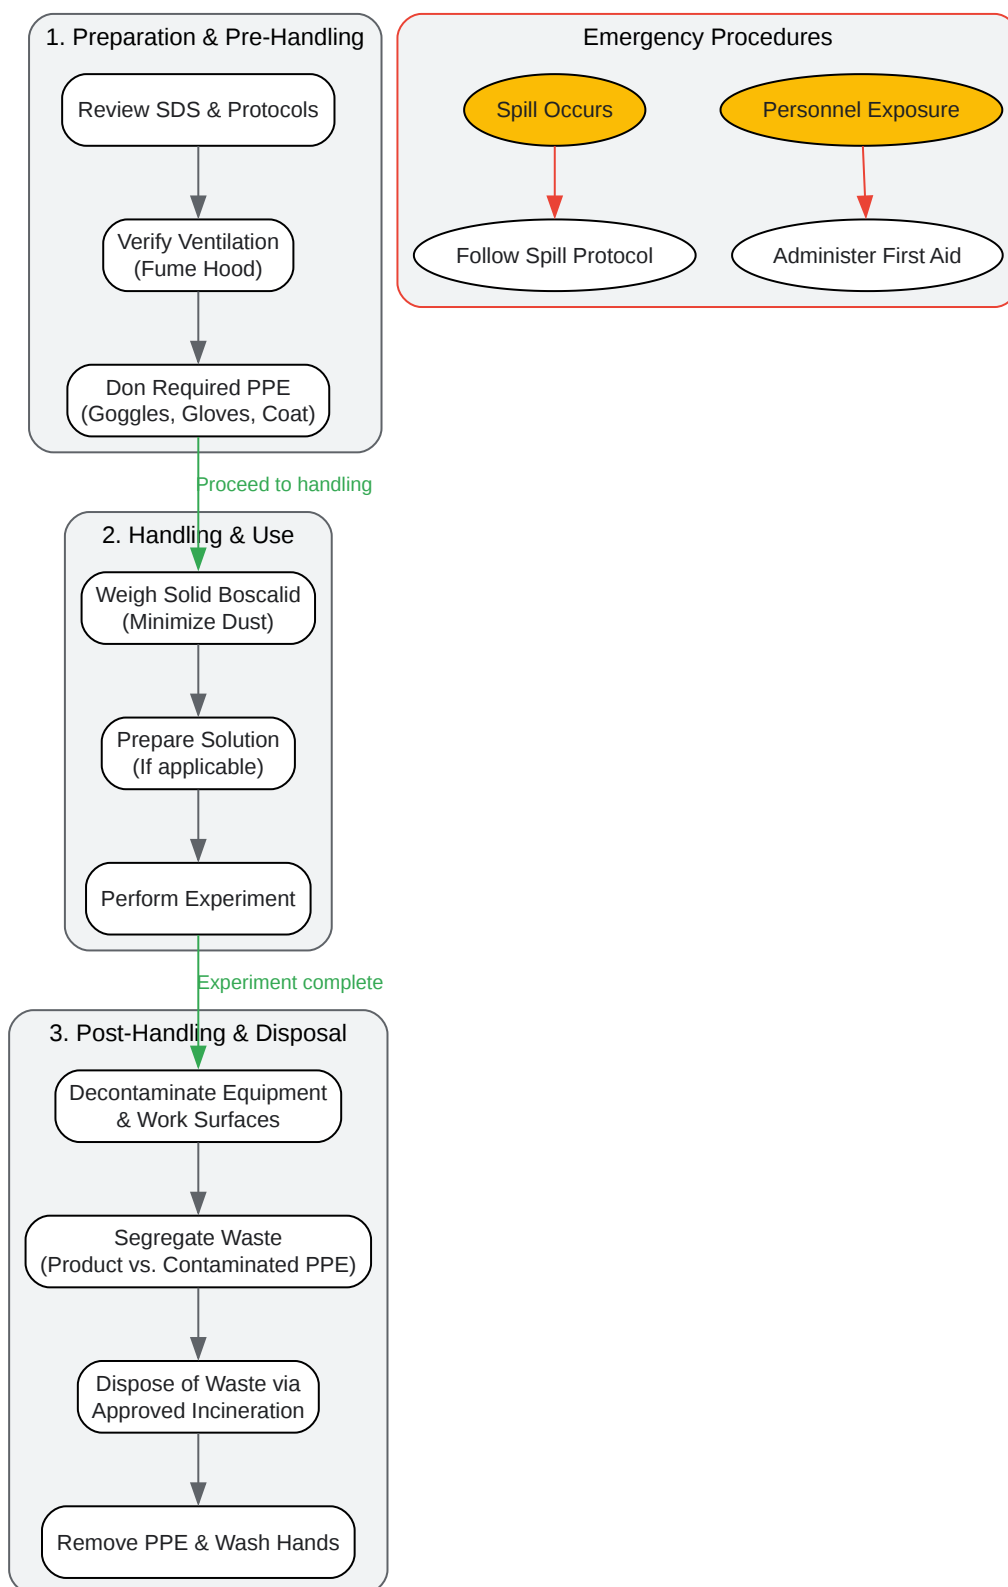 1. Preparation & Pre-Handling
Review SDS & Protocols
Verify Ventilation
(Fume Hood)
Don Required PPE
(Goggles, Gloves, Coat)
Proceed to handling
2. Handling & Use
Weigh Solid Boscalid
(Minimize Dust)
Prepare Solution
(If applicable)
Perform Experiment
Experiment complete
3. Post-Handling & Disposal
Decontaminate Equipment
& Work Surfaces
Segregate Waste
(Product vs. Contaminated PPE)
Dispose of Waste via
Approved Incineration
Remove PPE & Wash Hands
Emergency Procedures
Spill Occurs
Follow Spill Protocol
Personnel Exposure
Administer First Aid